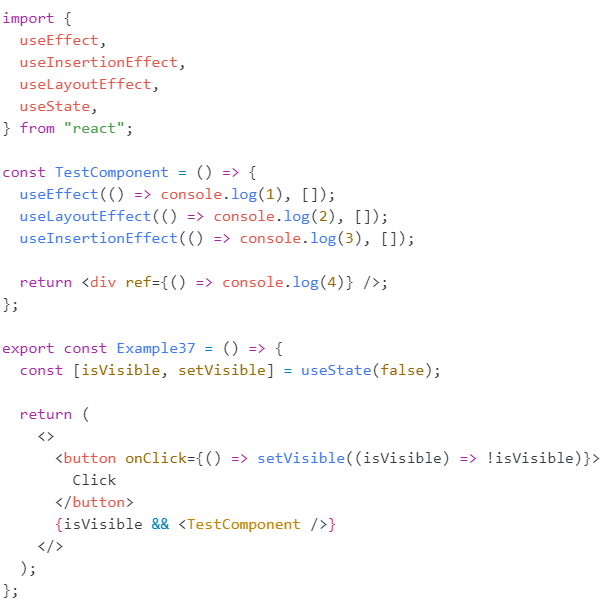 import {
  useEffect,
  useInsertionEffect,
  useLayoutEffect,
  useState,
} from "react";

const TestComponent = () => {
  useEffect(() => console.log(1), []);
  useLayoutEffect(() => console.log(2), []);
  useInsertionEffect(() => console.log(3), []);

  return <div ref={() => console.log(4)} />;
};

export const Example37 = () => {
  const [isVisible, setVisible] = useState(false);

  return (
    <>
      <button onClick={() => setVisible((isVisible) => !isVisible)}>
        Click
      </button>
      {isVisible && <TestComponent />}
    </>
  );
};